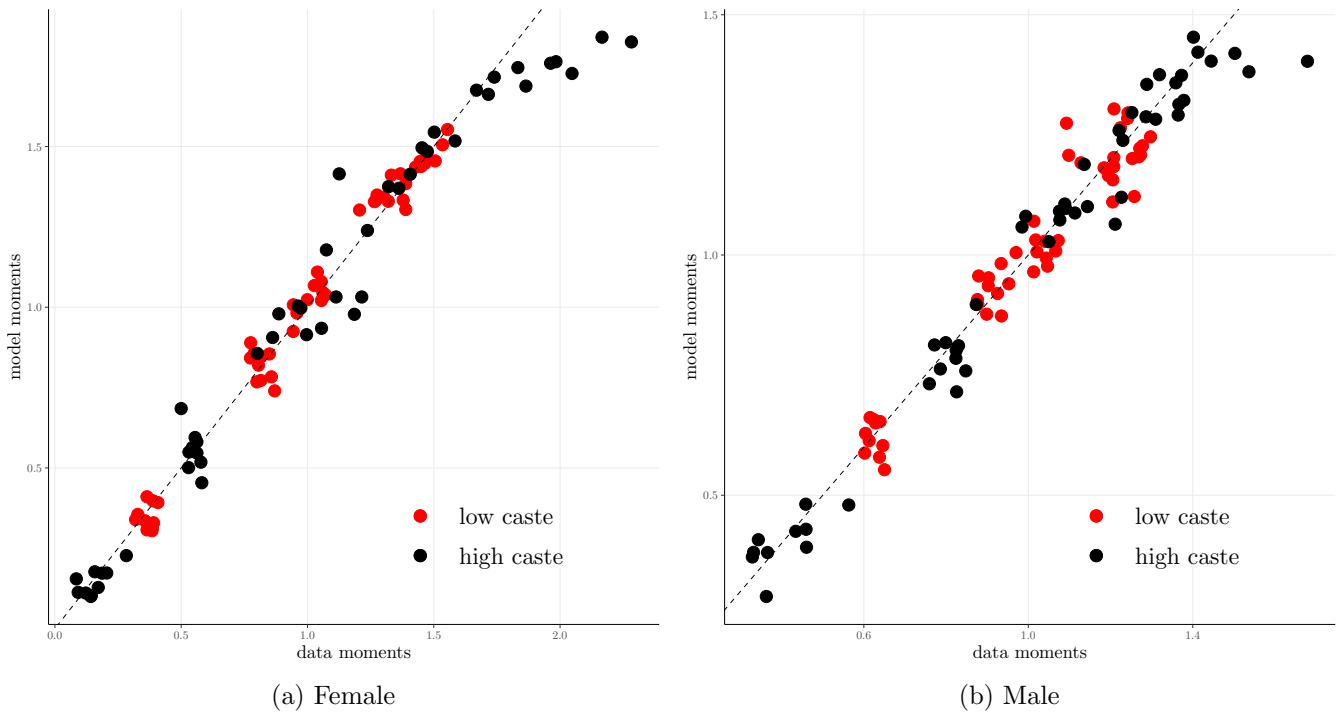 1.5
1.0
0.5
model moments
0.0
0.5
1.0
1.5
2.0
data moments
low caste
high caste
(a) Female
1.5
1.0
0.5
model moments
0.6
1.0
1.4
data moments
low caste
high caste
(b) Male